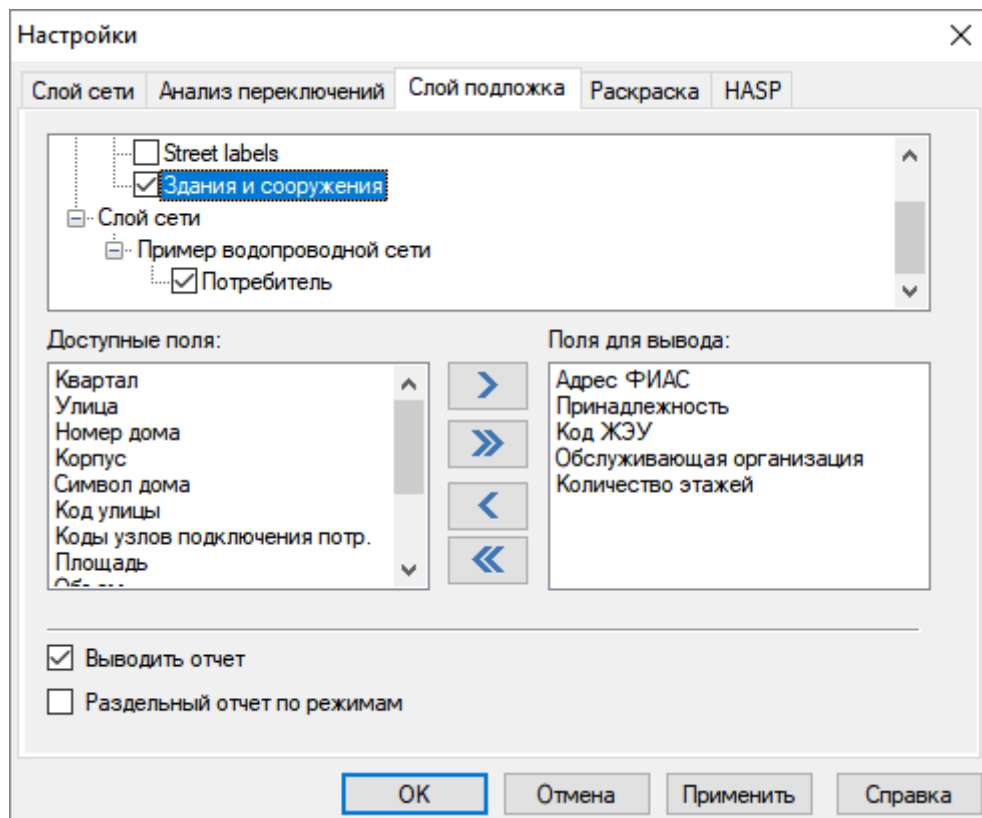 Настройки
Слой сети Анализ переключений Слой подложка Раскраска HASP
Street labels
Здания и сооружения
Слой сети
Пример водопроводной сети
Потребитель
Доступные поля:
Квартал
Улица
Номер дома
Корпус
Символ дома
Код улицы
Коды узлов подключения потр.
Площадь
Поля для вывода:
Адрес ФИАС
Принадлежность
Код ЖЭУ
Обслуживающая организация
Количество этажей
Выводить отчет
Раздельный отчет по режимам
OK Отмена Применить Справка